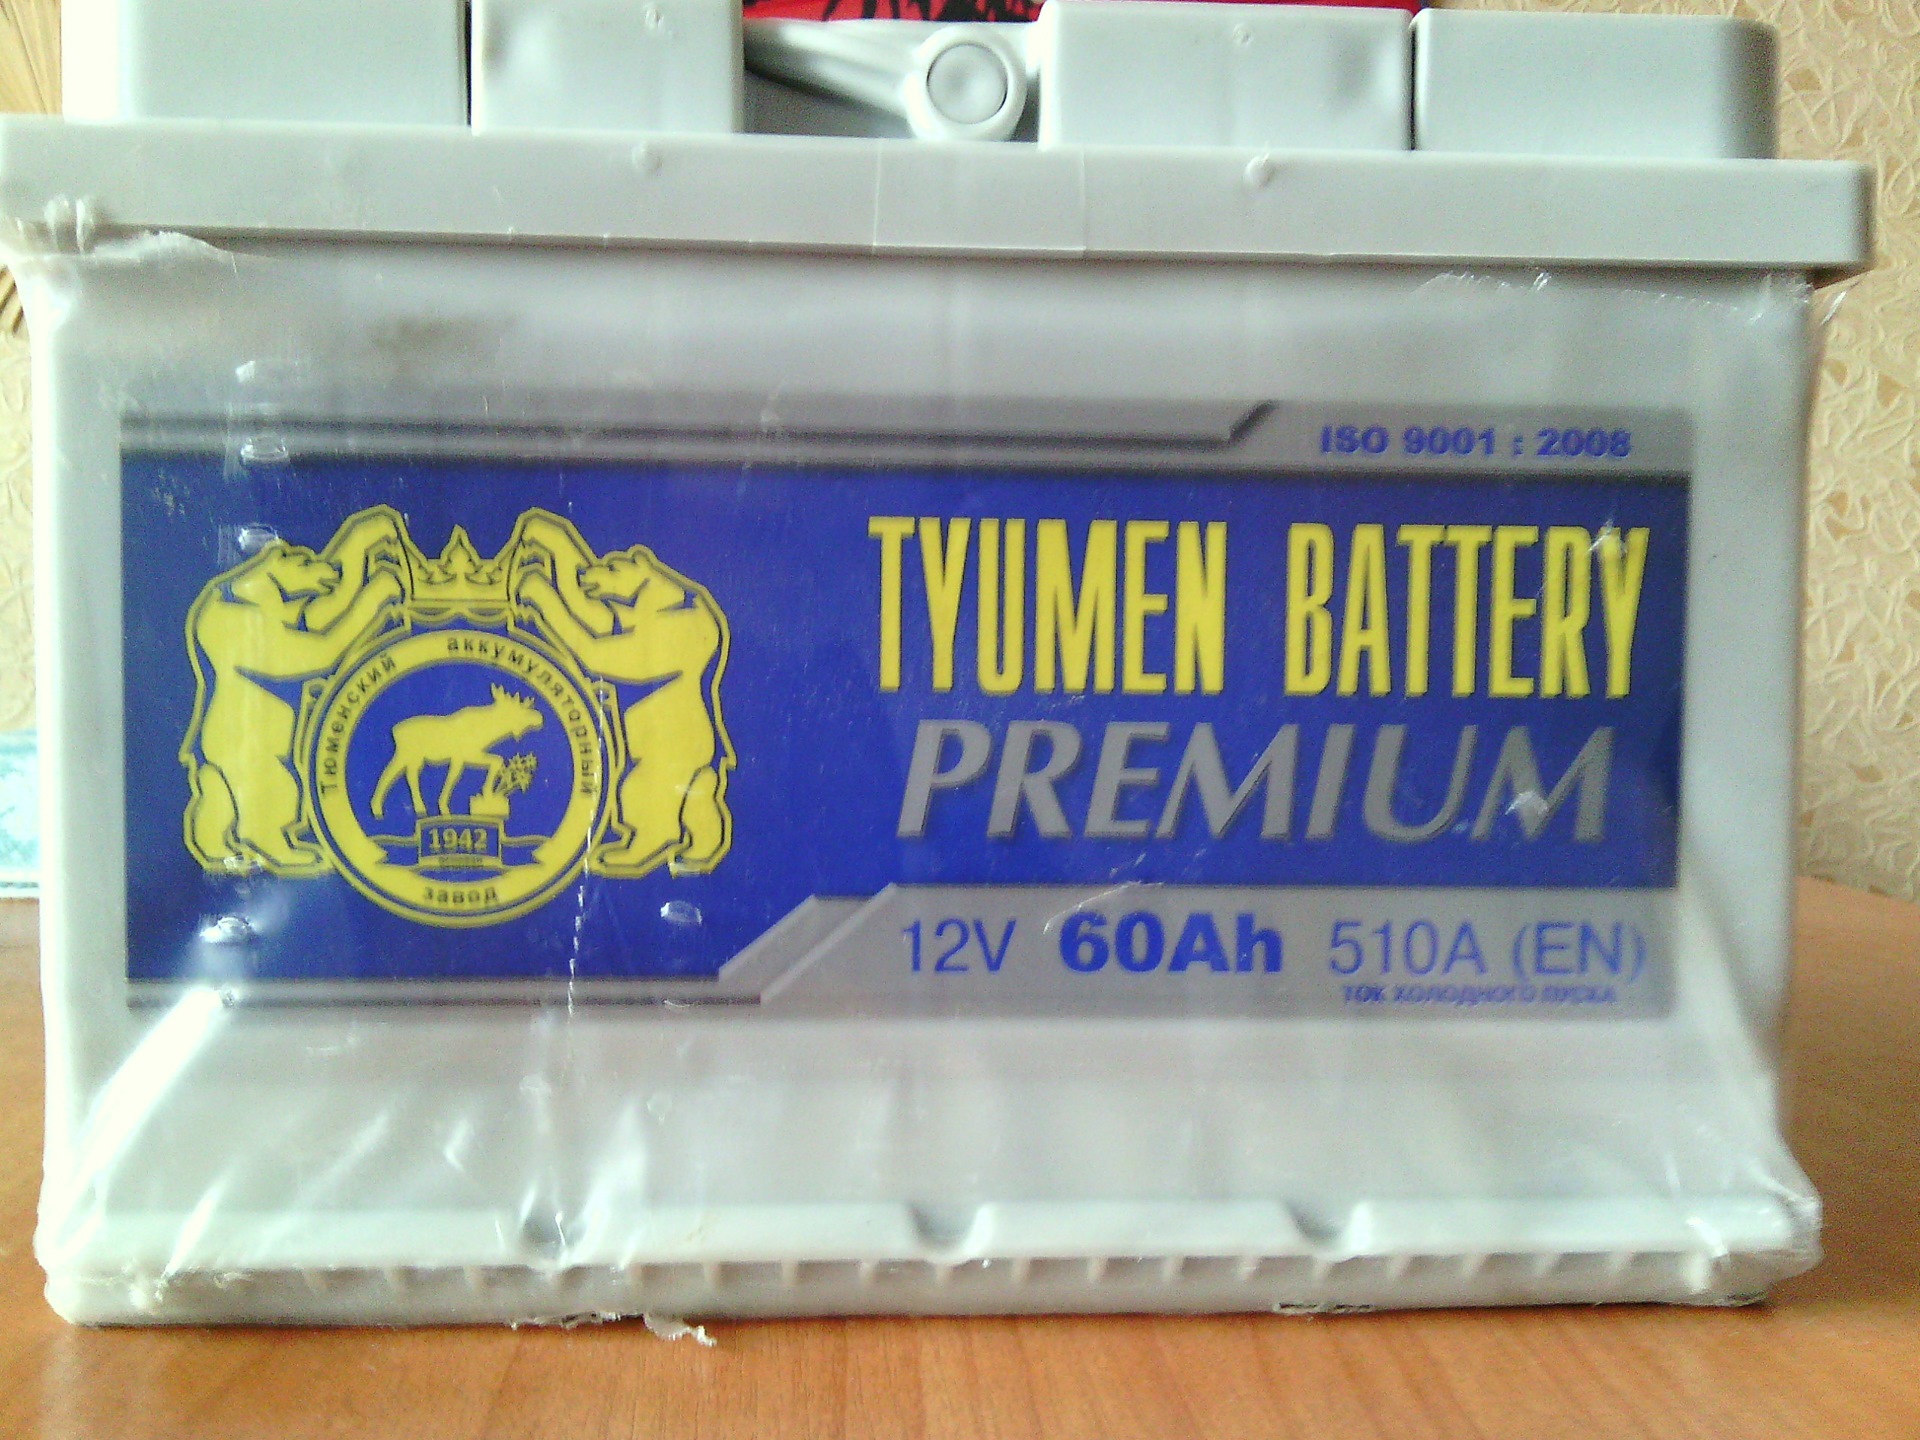 ISO 9001 : 2008
TYUMEN BATTERY
PREMIUM
Тюменский аккумуляторный
1942
завод
12V 60Ah 510A (EN)
ТОК ХОЛОДНОГО ПУСКА